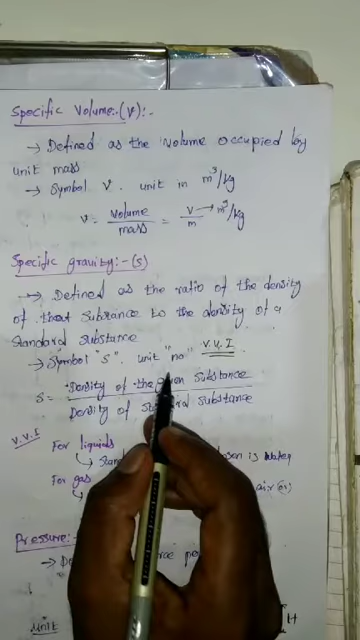 Specific Volume:-(v):-
→ Defined as the volume occupied by
unit mass
→ Symbol V. unit in m³/kg
v = Volume/mass = V/m → m³/kg
Specific gravity:-(s)
→ Defined as the ratio of the density
of that substance to the density of a
standard substance
→ Symbol "s". unit "no" V.V.I
S = Density of the given substance
Density of standard substance
V.V.I For liquids
is water
For gas
air (or)
Pressure:-
unit